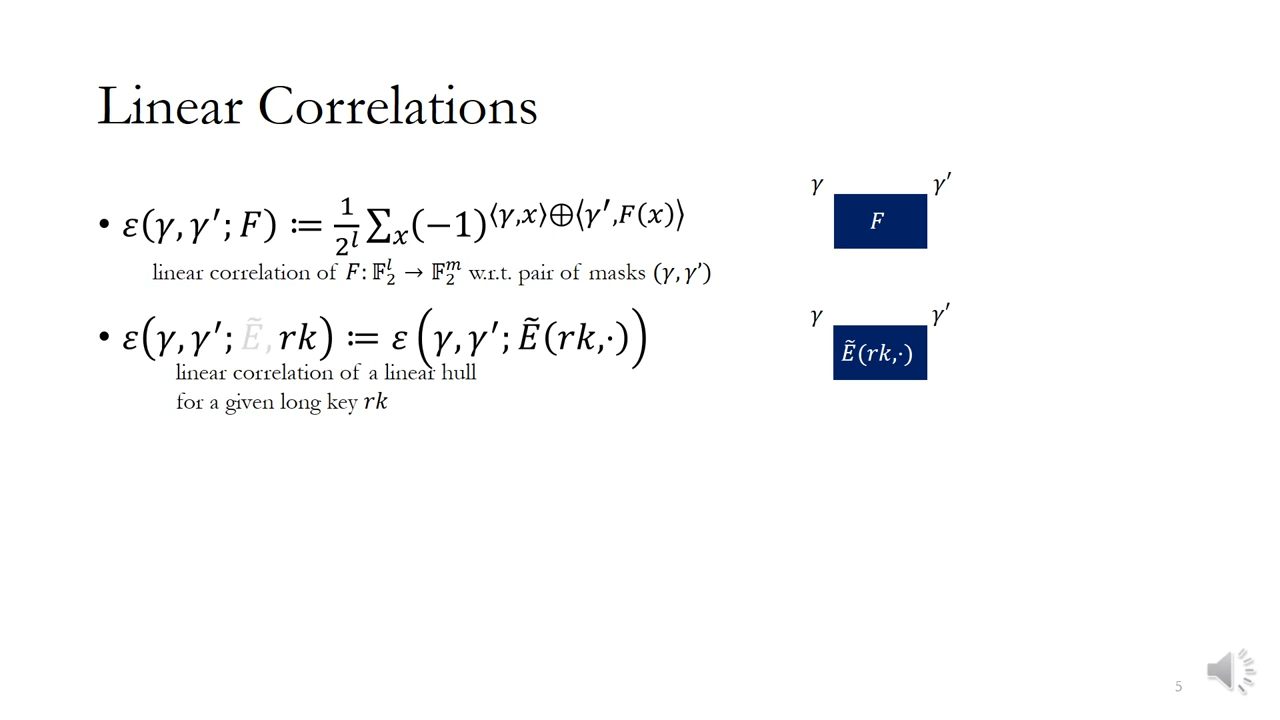 Linear Correlations
γ γ′
• ε(γ, γ′; F) ≔ 1/2^l ∑_x (−1)^{⟨γ,x⟩⊕⟨γ′,F(x)⟩}
F
linear correlation of F: 𝔽_2^l → 𝔽_2^m w.r.t. pair of masks (γ, γ’)
γ γ′
• ε(γ, γ′; Ẽ, rk) ≔ ε(γ, γ′; Ẽ(rk,·))
Ẽ(rk,·)
linear correlation of a linear hull
for a given long key rk
5